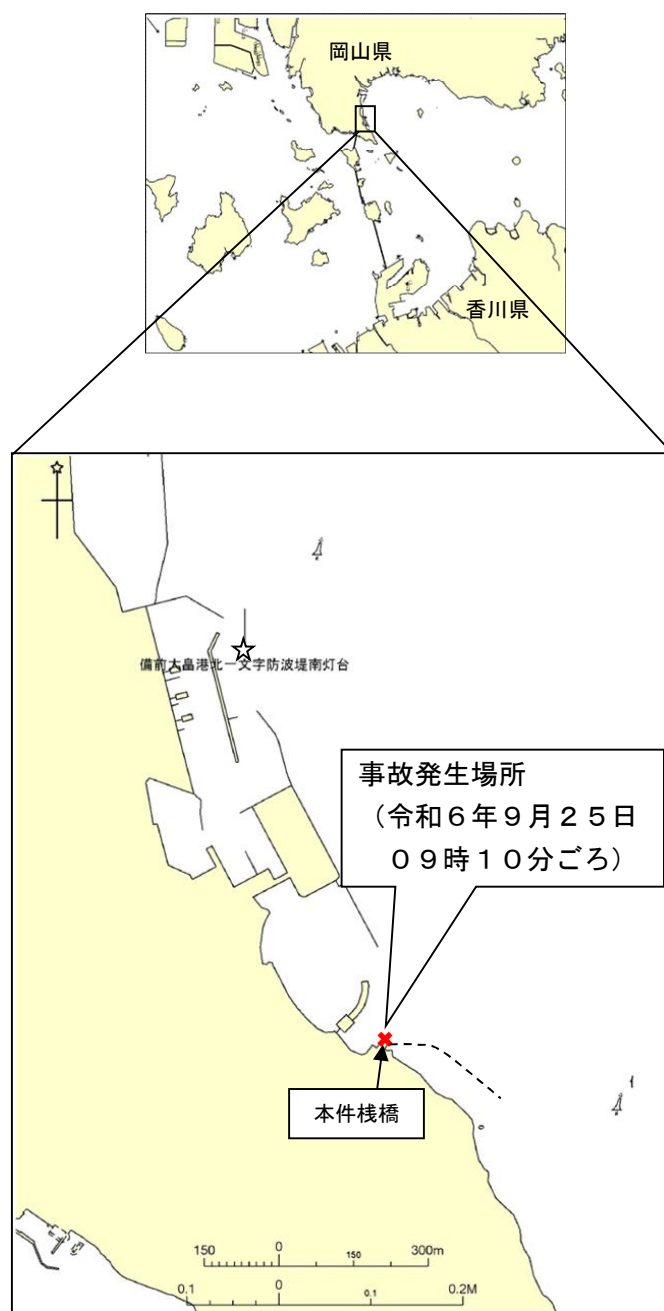 岡山県
香川県
備前大畠港北一文字防波堤南灯台
事故発生場所
（令和６年９月２５日
０９時１０分ごろ）
本件桟橋
150 0 150 300m
0.1 0 0.1 0.2M